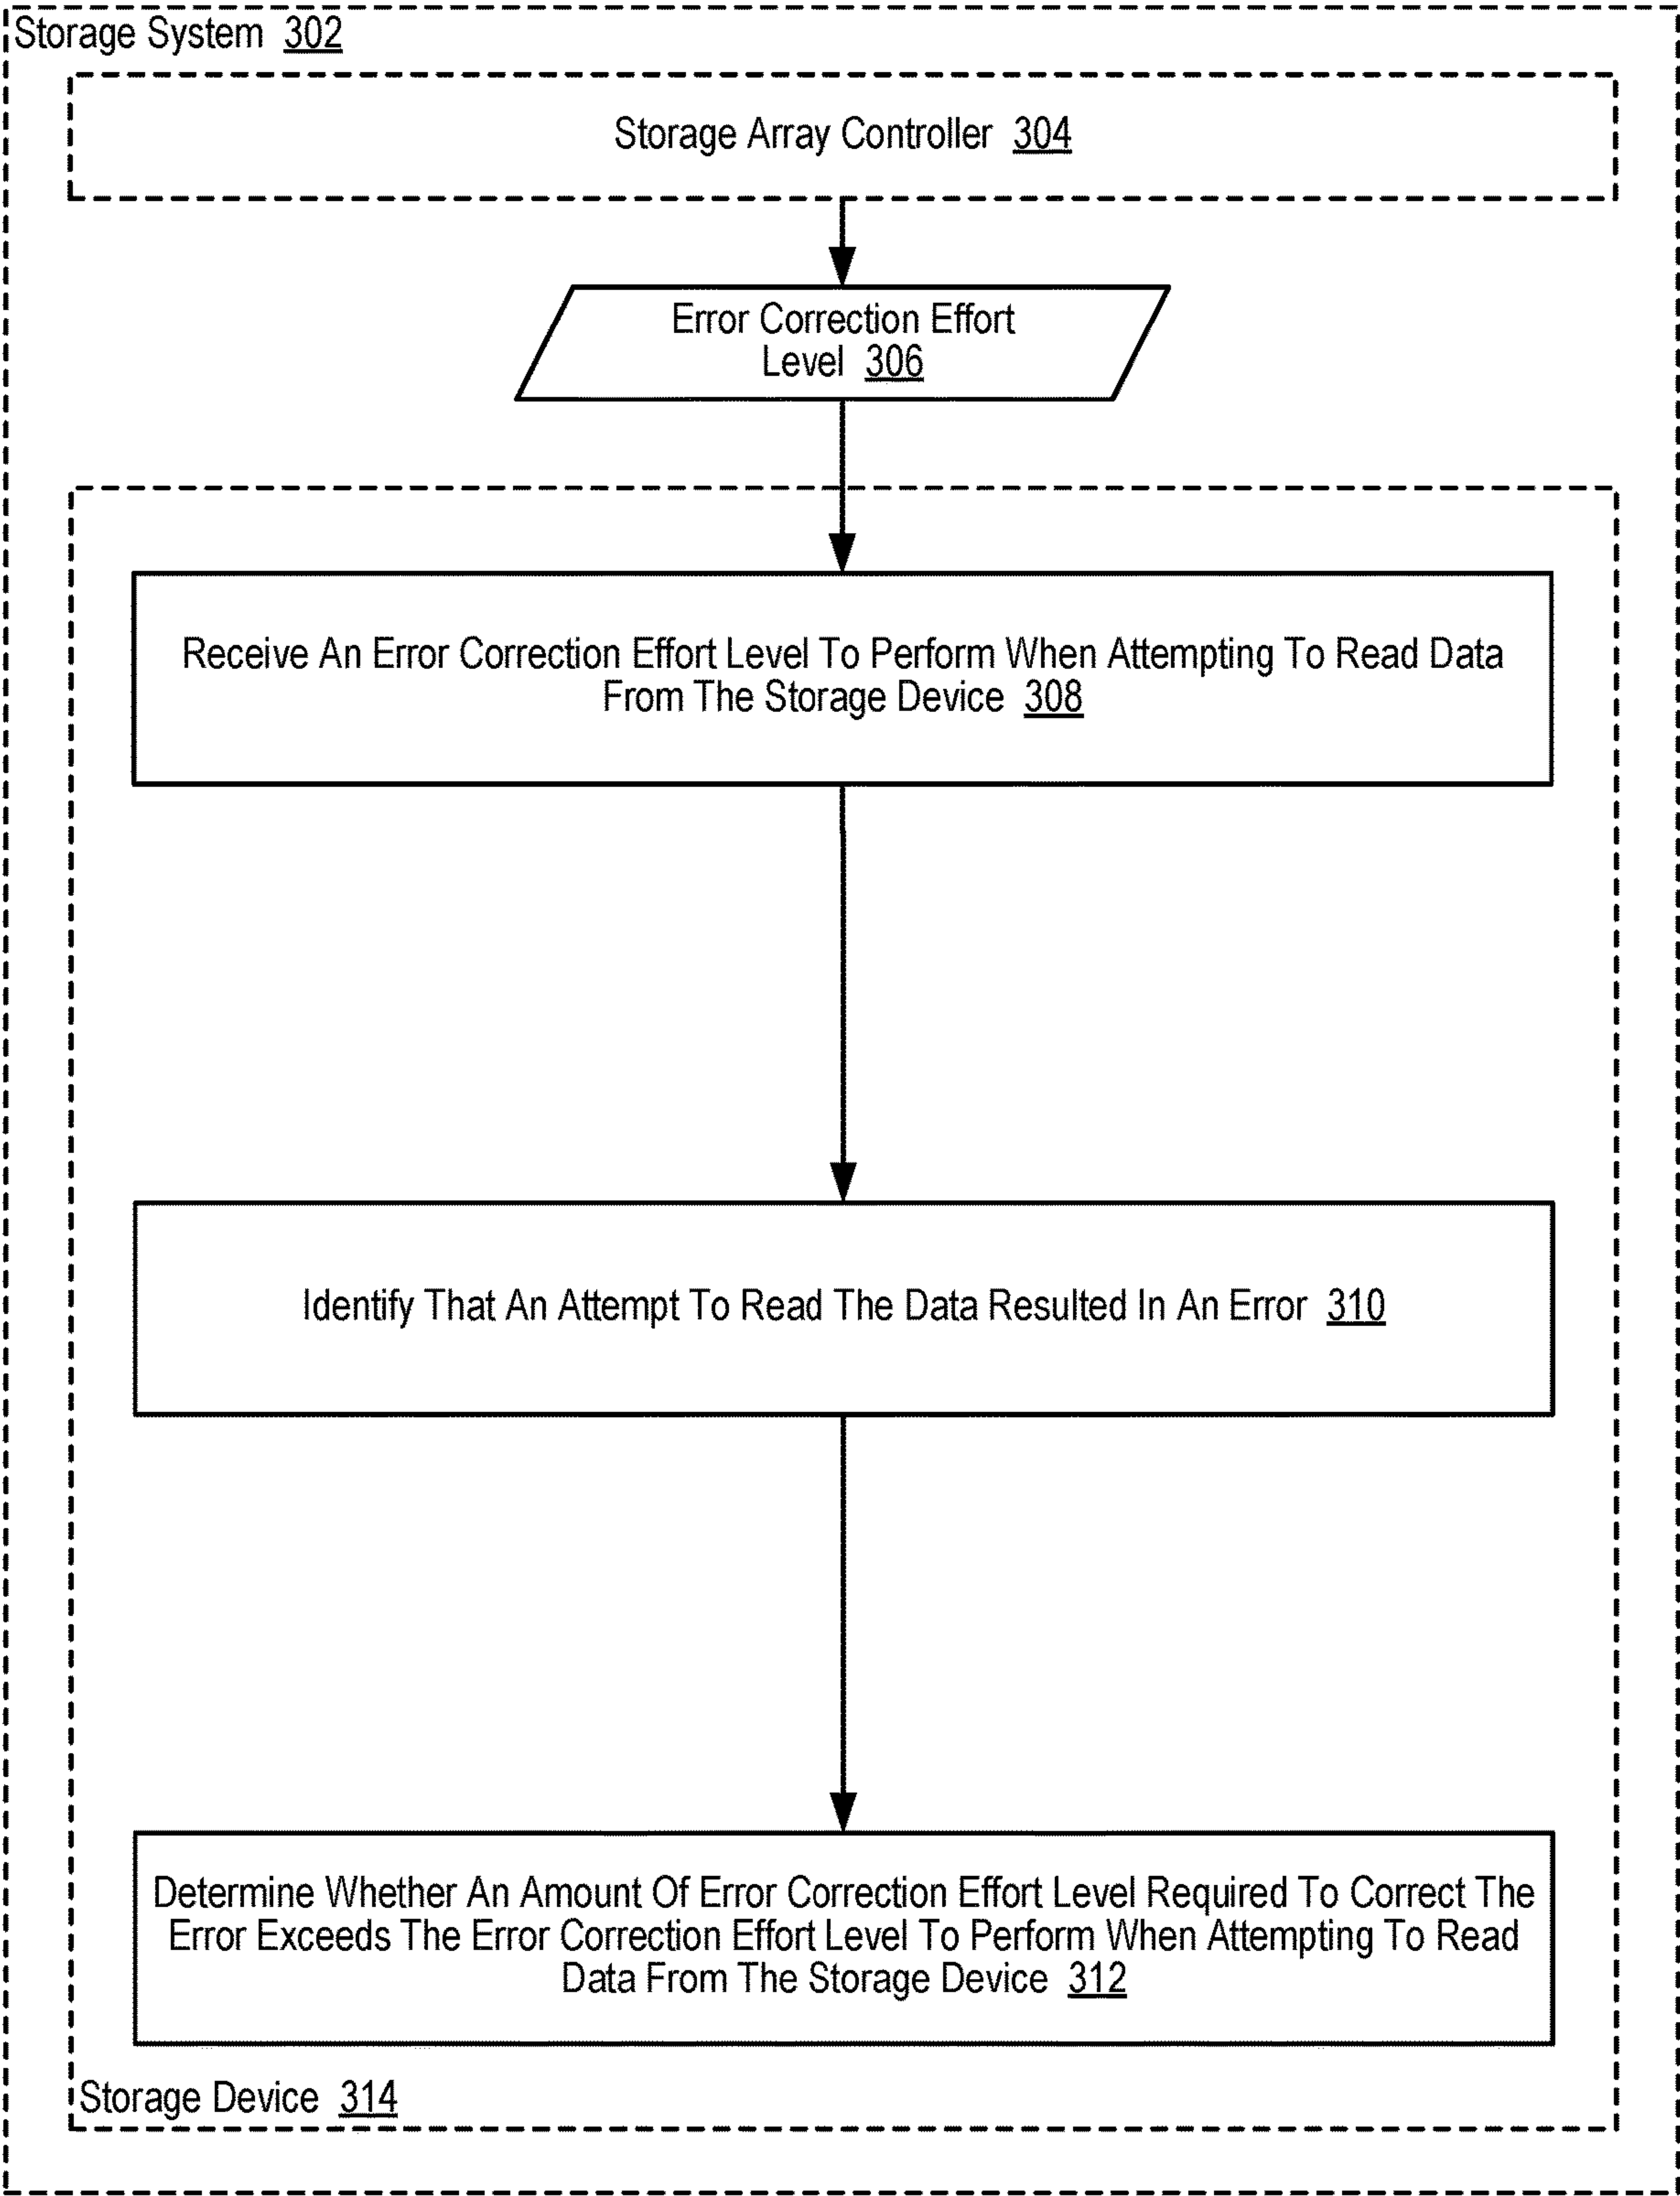 Storage System 302
Storage Array Controller 304
Error Correction Effort
Level 306
Receive An Error Correction Effort Level To Perform When Attempting To Read Data
From The Storage Device 308
Identify That An Attempt To Read The Data Resulted In An Error 310
Determine Whether An Amount Of Error Correction Effort Level Required To Correct The
Error Exceeds The Error Correction Effort Level To Perform When Attempting To Read
Data From The Storage Device 312
Storage Device 314